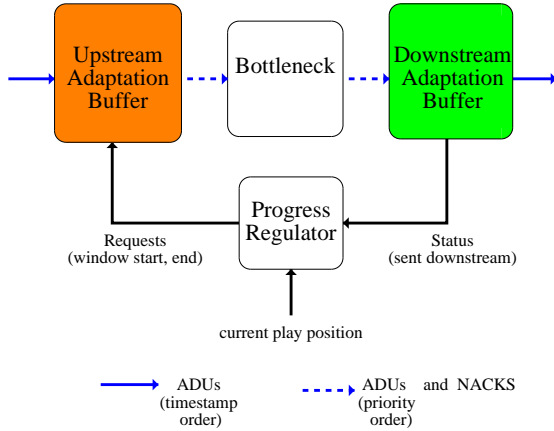 Upstream
Adaptation
Buffer
Bottleneck
Downstream
Adaptation
Buffer
Progress
Regulator
Requests
(window start, end)
Status
(sent downstream)
current play position
ADUs
(timestamp
order)
ADUs and NACKS
(priority
order)